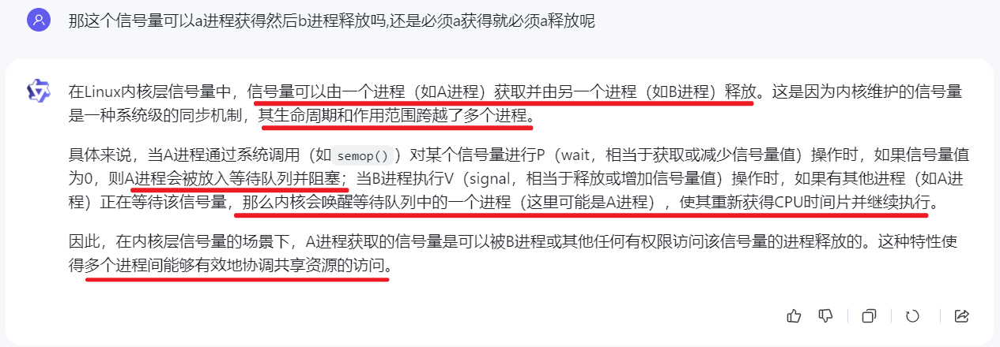 那这个信号量可以a进程获得然后b进程释放吗,还是必须a获得就必须a释放呢
在Linux内核层信号量中，信号量可以由一个进程（如A进程）获取并由另一个进程（如B进程）释放。这是因为内核维护的信号量
是一种系统级的同步机制，其生命周期和作用范围跨越了多个进程。
具体来说，当A进程通过系统调用（如semop()）对某个信号量进行P（wait，相当于获取或减少信号量值）操作时，如果信号量值
为0，则A进程会被放入等待队列并阻塞；当B进程执行V（signal，相当于释放或增加信号量值）操作时，如果有其他进程（如A进
程）正在等待该信号量，那么内核会唤醒等待队列中的一个进程（这里可能是A进程），使其重新获得CPU时间片并继续执行。
因此，在内核层信号量的场景下，A进程获取的信号量是可以被B进程或其他任何有权限访问该信号量的进程释放的。这种特性使
得多个进程间能够有效地协调共享资源的访问。